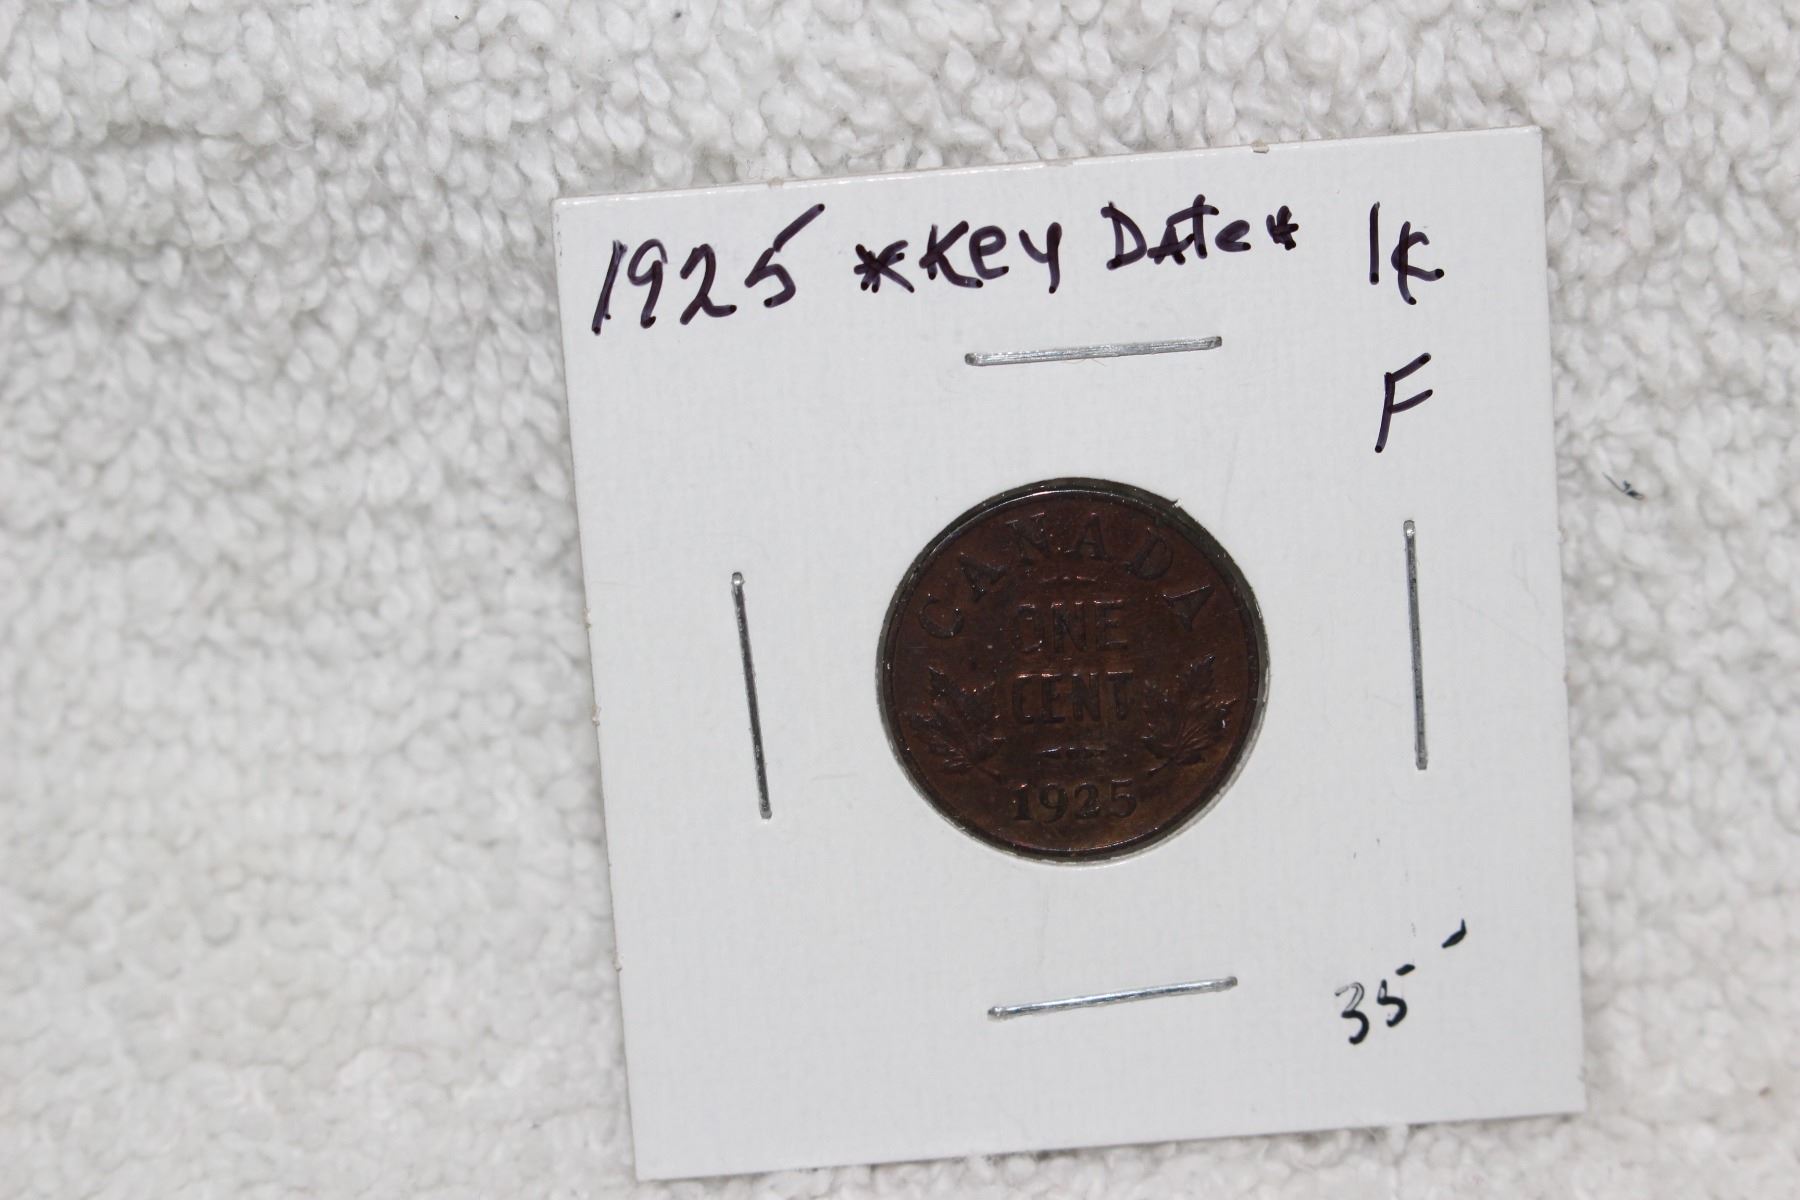 1925 *Key Date* 1¢
F
CANADA
ONE
CENT
1925
35